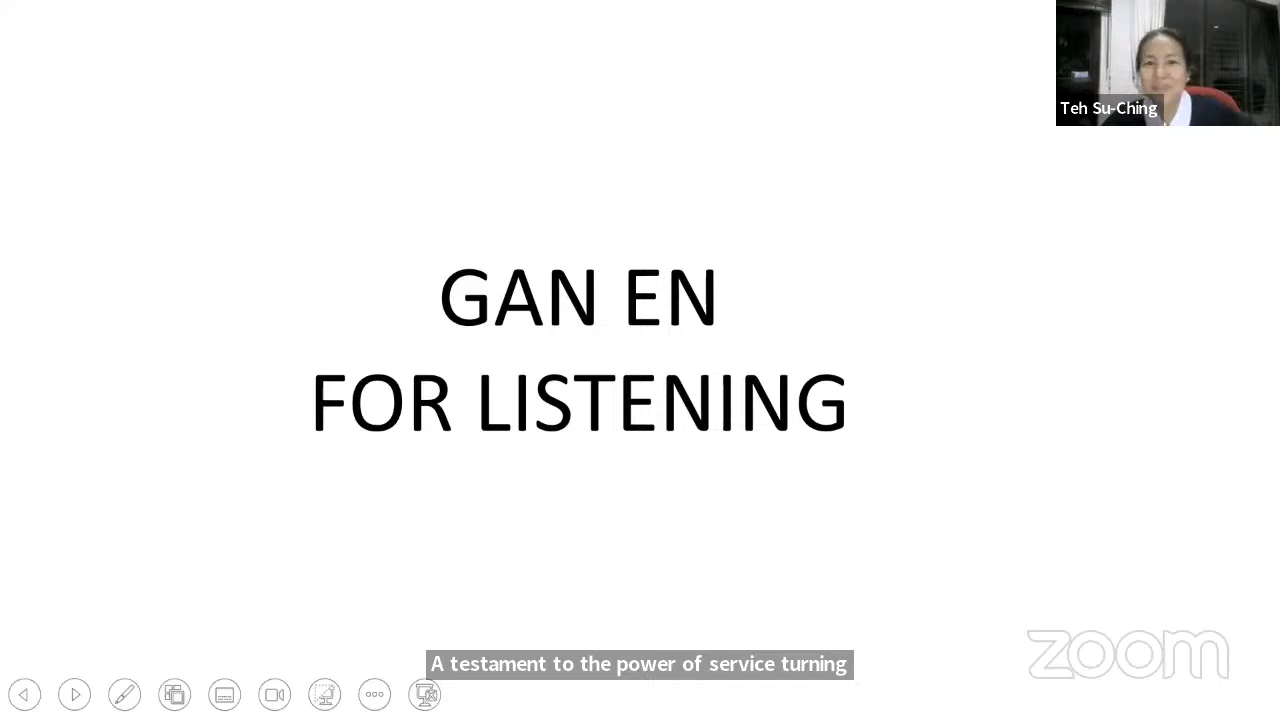 Teh Su-Ching
GAN EN
FOR LISTENING
A testament to the power of service turning
zoom